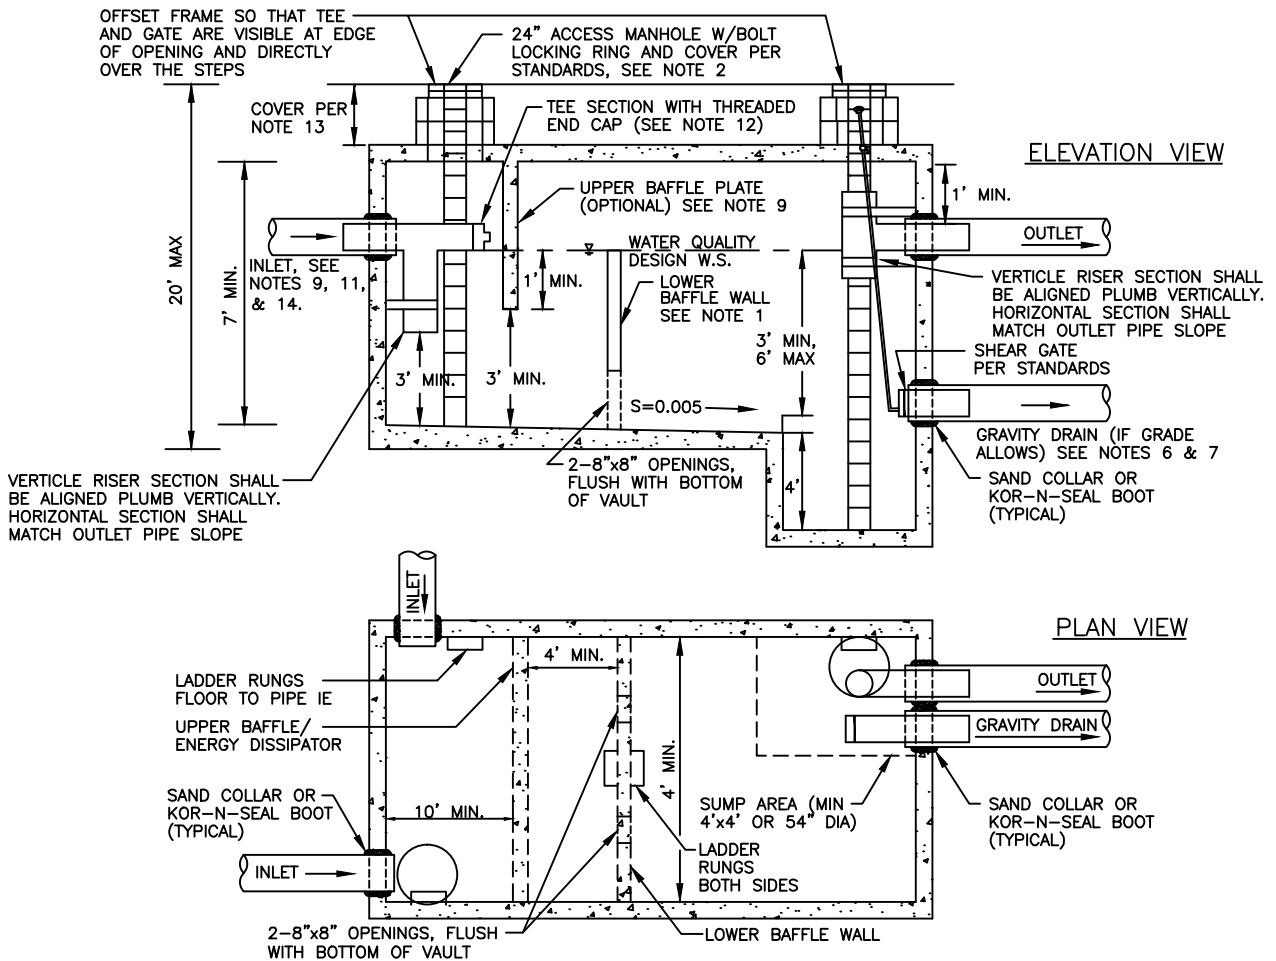 OFFSET FRAME SO THAT TEE
AND GATE ARE VISIBLE AT EDGE
OF OPENING AND DIRECTLY
OVER THE STEPS
24" ACCESS MANHOLE W/BOLT
LOCKING RING AND COVER PER
STANDARDS, SEE NOTE 2
COVER PER
NOTE 13
TEE SECTION WITH THREADED
END CAP (SEE NOTE 12)
ELEVATION VIEW
UPPER BAFFLE PLATE
(OPTIONAL) SEE NOTE 9
1' MIN.
20' MAX
7' MIN.
INLET, SEE
NOTES 9, 11,
& 14.
WATER QUALITY
DESIGN W.S.
OUTLET
1' MIN.
LOWER
BAFFLE WALL
SEE NOTE 1
VERTICLE RISER SECTION SHALL
BE ALIGNED PLUMB VERTICALLY.
HORIZONTAL SECTION SHALL
MATCH OUTLET PIPE SLOPE
3' MIN,
6' MAX
SHEAR GATE
PER STANDARDS
3' MIN.
3' MIN.
S=0.005
GRAVITY DRAIN (IF GRADE
ALLOWS) SEE NOTES 6 & 7
2-8"x8" OPENINGS,
FLUSH WITH BOTTOM
OF VAULT
4'
SAND COLLAR OR
KOR-N-SEAL BOOT
(TYPICAL)
VERTICLE RISER SECTION SHALL
BE ALIGNED PLUMB VERTICALLY.
HORIZONTAL SECTION SHALL
MATCH OUTLET PIPE SLOPE
INLET
PLAN VIEW
4' MIN.
LADDER RUNGS
FLOOR TO PIPE IE
OUTLET
UPPER BAFFLE/
ENERGY DISSIPATOR
GRAVITY DRAIN
4' MIN.
SAND COLLAR OR
KOR-N-SEAL BOOT
(TYPICAL)
10' MIN.
SUMP AREA (MIN
4'x4' OR 54" DIA)
SAND COLLAR OR
KOR-N-SEAL BOOT
(TYPICAL)
LADDER
RUNGS
BOTH SIDES
INLET
2-8"x8" OPENINGS, FLUSH
WITH BOTTOM OF VAULT
LOWER BAFFLE WALL